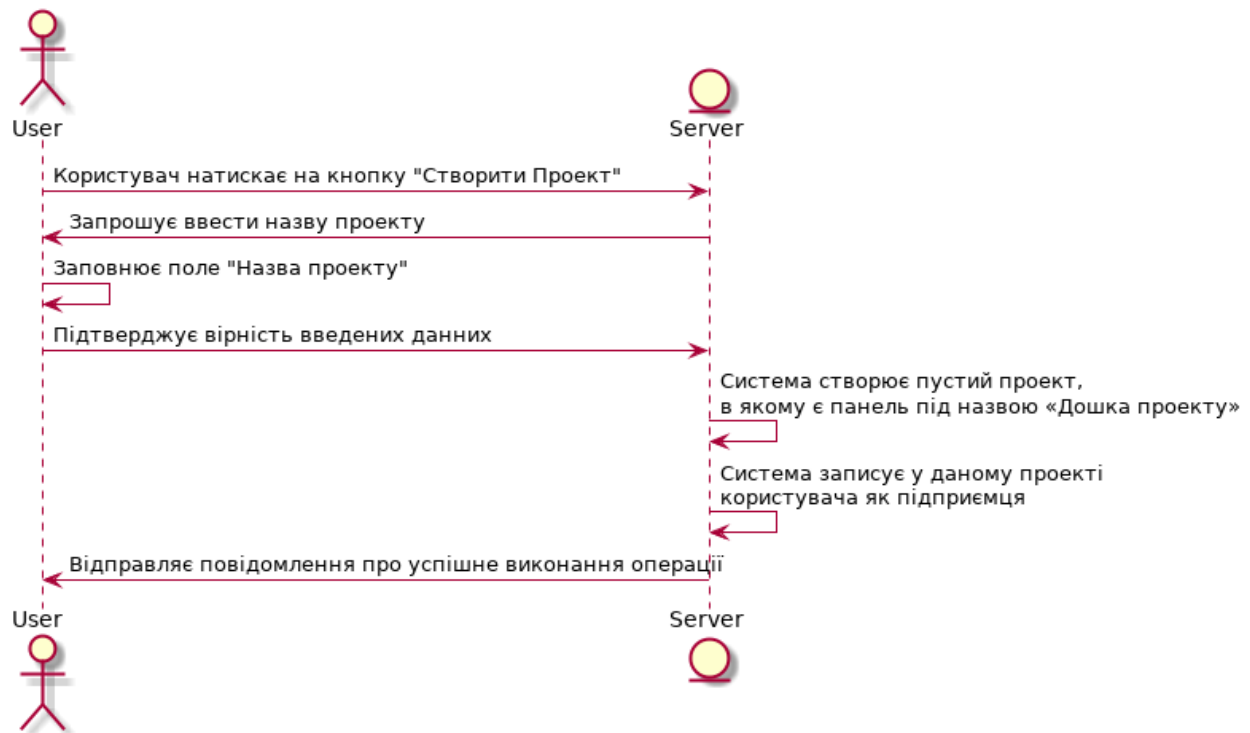 User
Server
Користувач натискає на кнопку "Створити Проект"
Запрошує ввести назву проекту
Заповнює поле "Назва проекту"
Підтверджує вірність введених данних
Система створює пустий проект,
в якому є панель під назвою «Дошка проекту»
Система записує у даному проекті
користувача як підприємця
Відправляє повідомлення про успішне виконання операції
User
Server